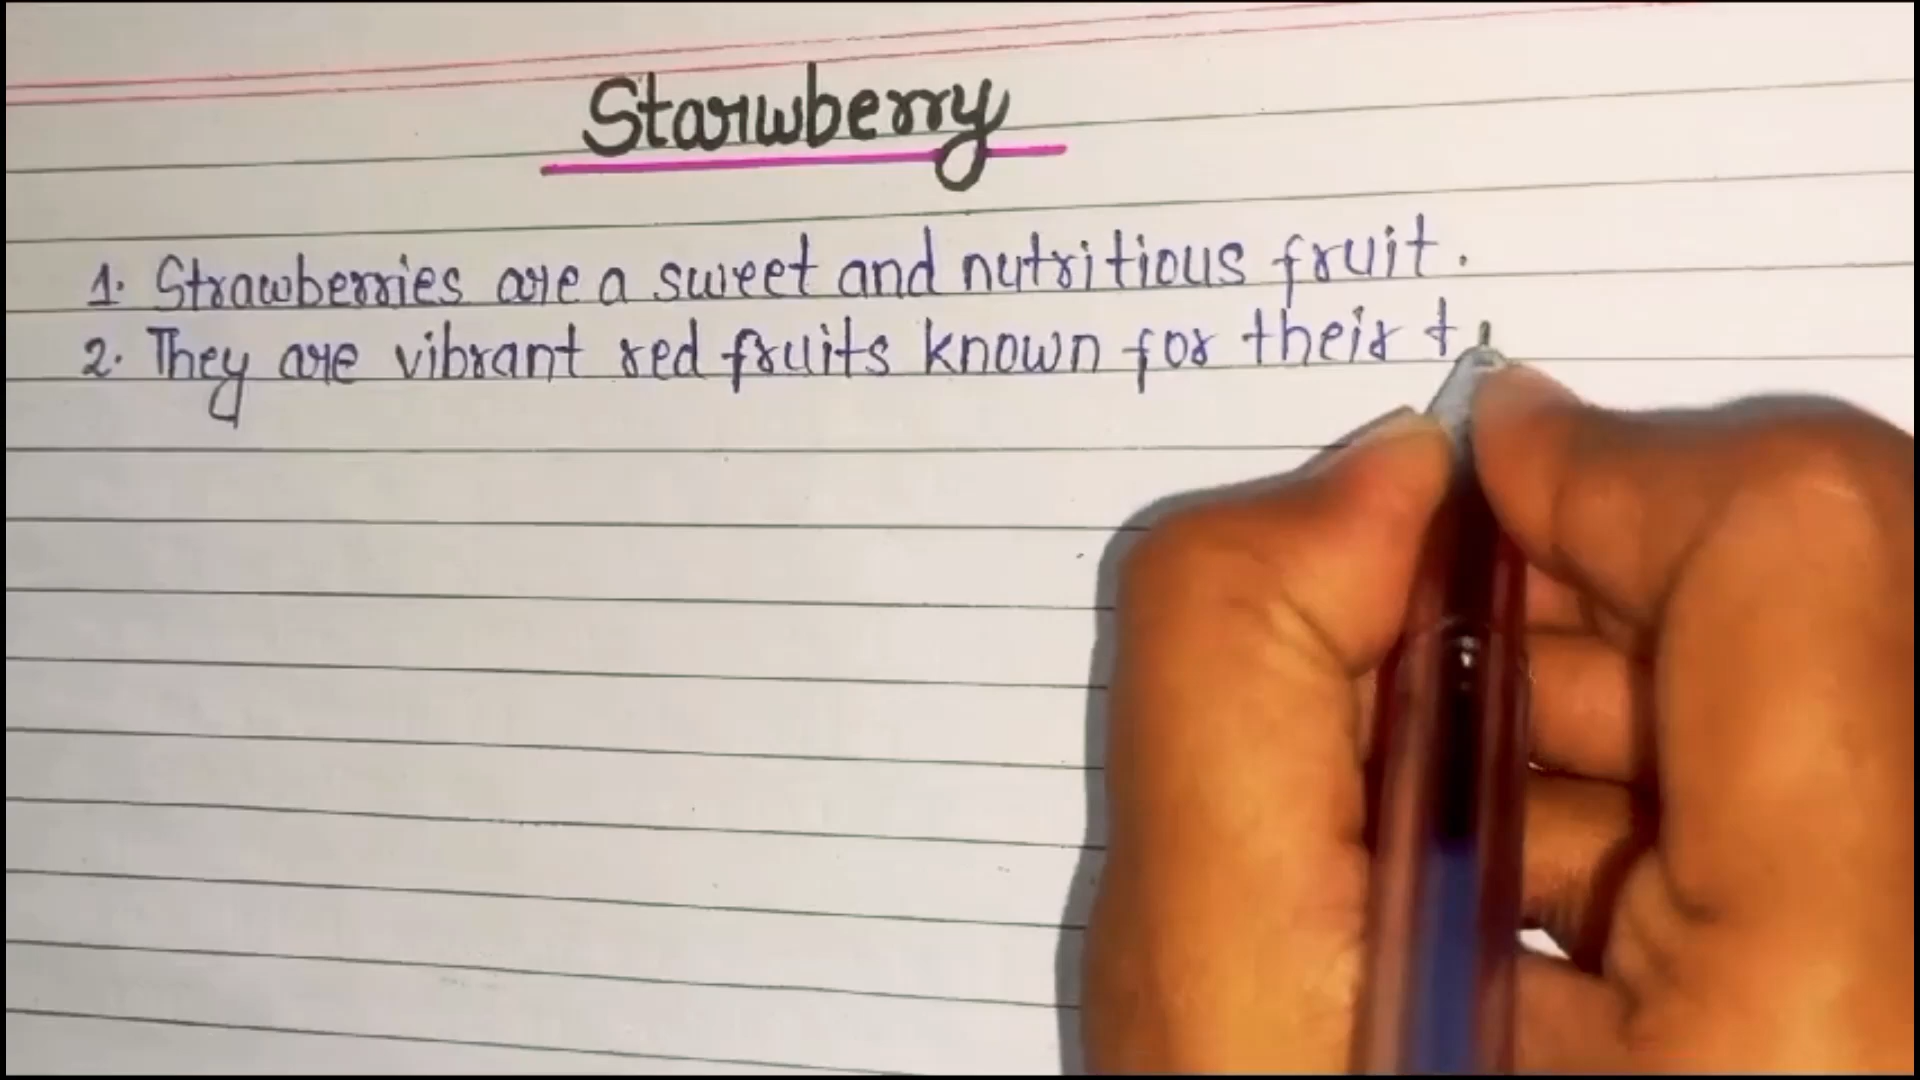 Starwberry
1. Strawberries are a sweet and nutritious fruit.
2. They are vibrant red fruits known for their t